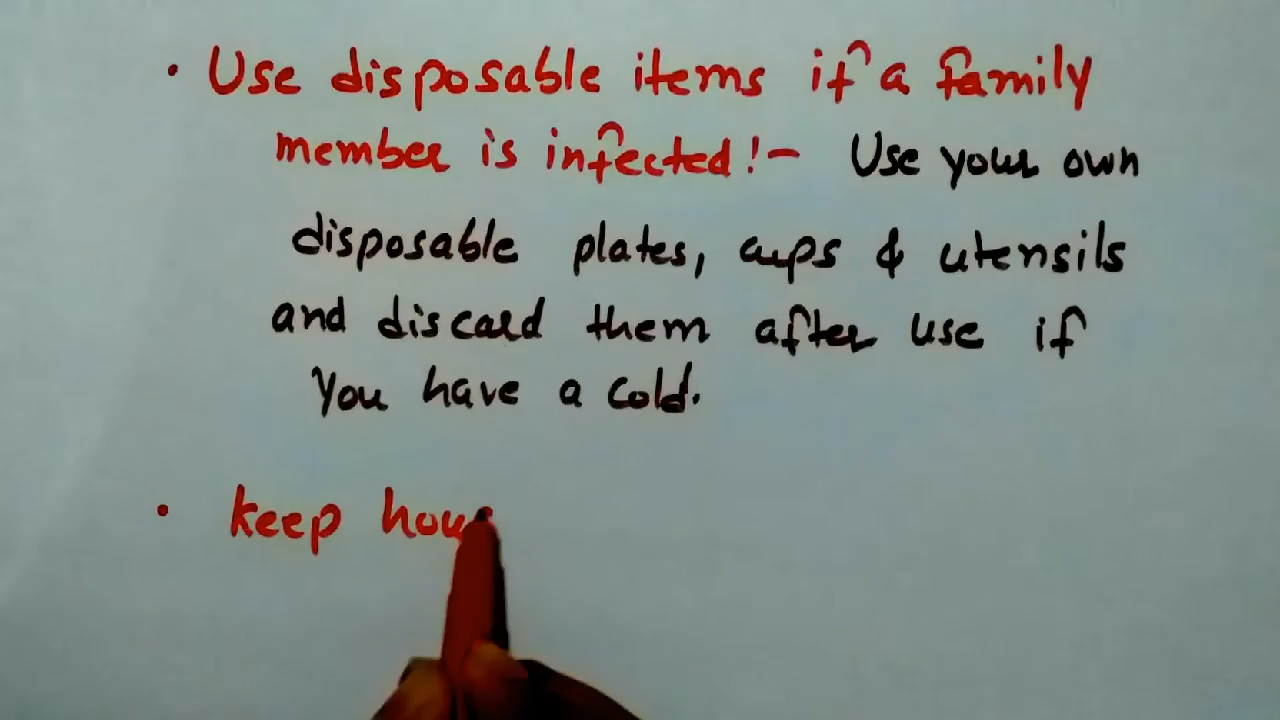 • Use disposable items if a family
member is infected!- Use your own
disposable plates, cups & utensils
and discard them after use if
You have a cold.
• keep hous